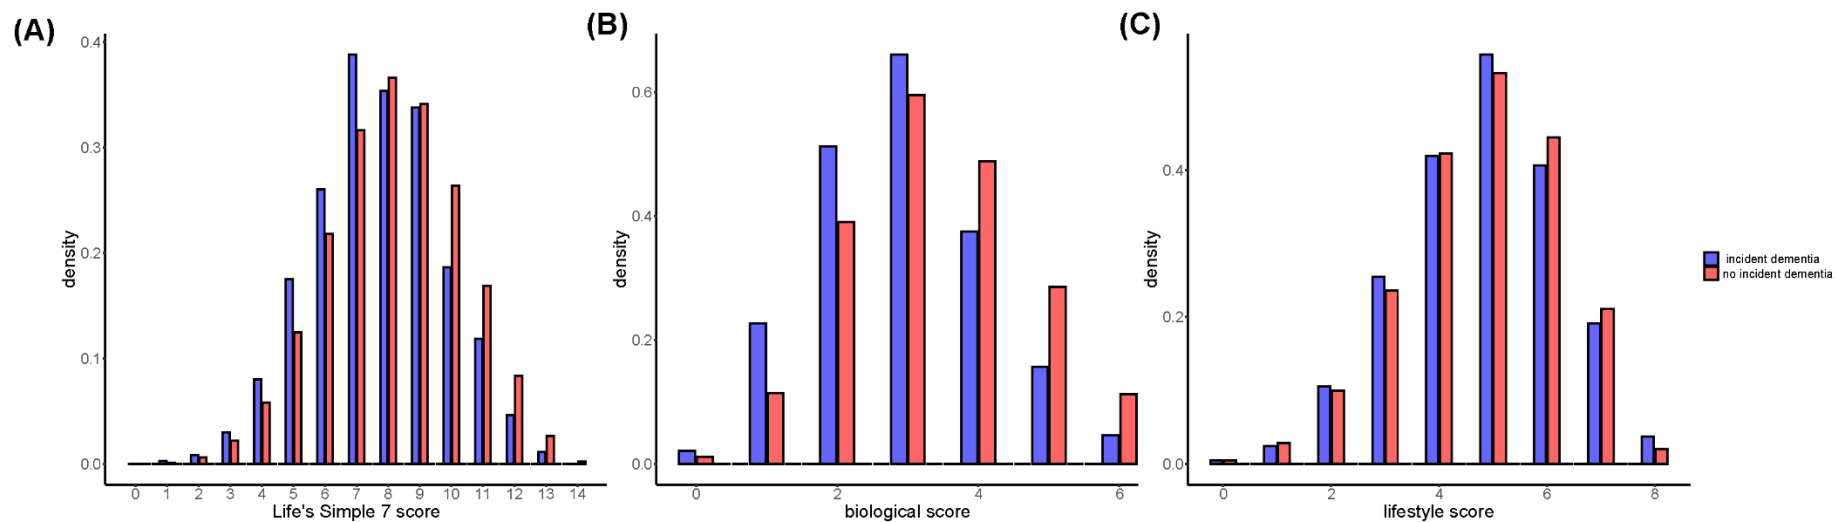 (A)
(B)
(C)
density
0.4
0.3
0.2
0.1
0.0
0 1 2 3 4 5 6 7 8 9 10 11 12 13 14
Life's Simple 7 score
density
0.6
0.4
0.2
0.0
0 2 4 6
biological score
density
0.4
0.2
0.0
0 2 4 6 8
lifestyle score
incident dementia
no incident dementia